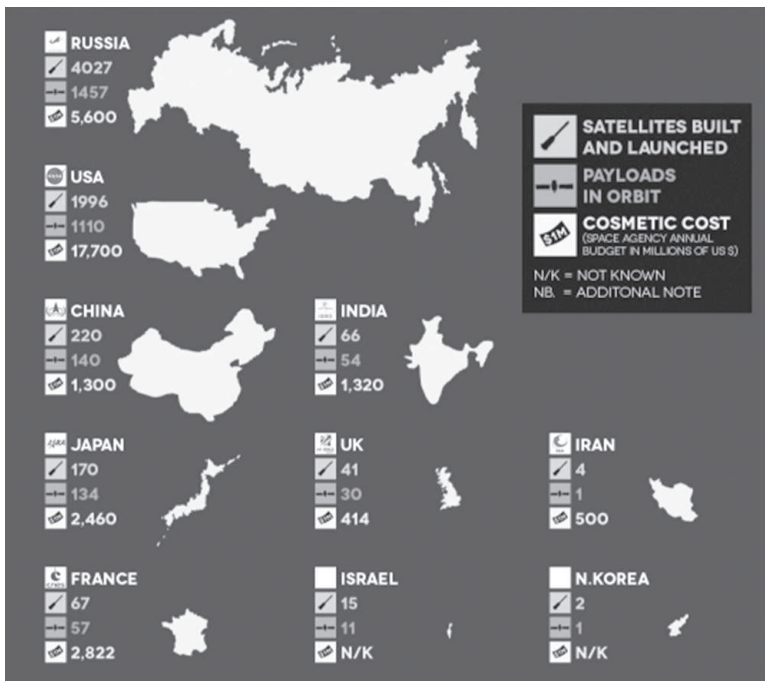 RUSSIA
4027
1457
5,600
USA
1996
1110
17,700
CHINA
220
140
1,300
INDIA
66
54
1,320
JAPAN
170
134
2,460
UK
41
30
414
IRAN
4
1
500
FRANCE
67
57
2,822
ISRAEL
15
11
N/K
N.KOREA
2
1
N/K
SATELLITES BUILT
AND LAUNCHED
PAYLOADS
IN ORBIT
$1M
COSMETIC COST
(SPACE AGENCY ANNUAL
BUDGET IN MILLIONS OF US $)
N/K = NOT KNOWN
NB. = ADDITONAL NOTE